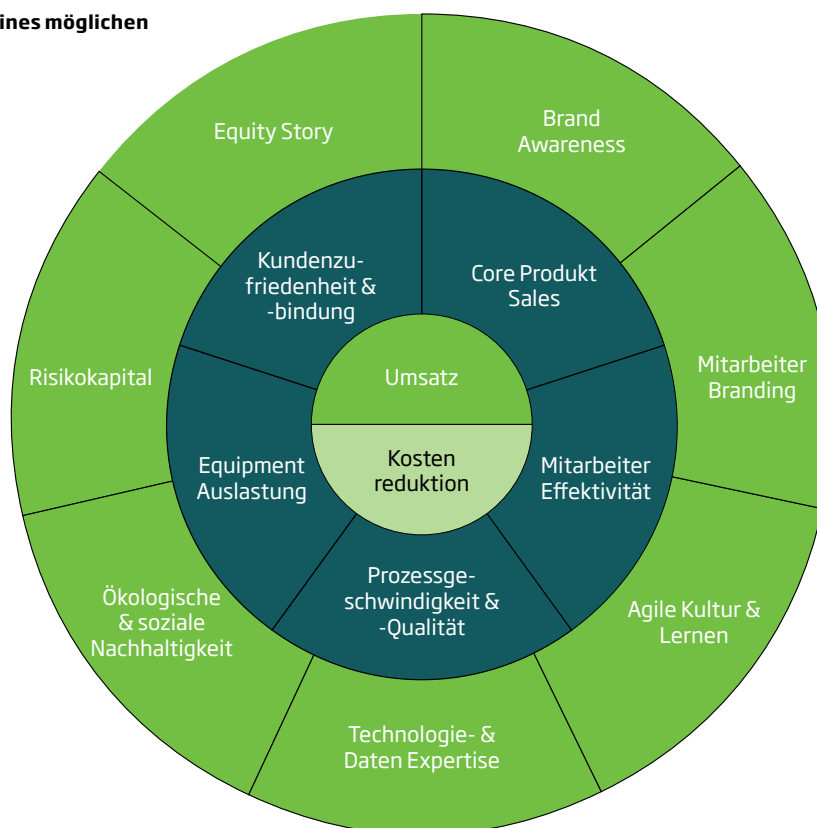 ines möglichen
Equity Story
Brand
Awareness
Kundenzu-
friedenheit &
-bindung
Core Produkt
Sales
Risikokapital
Umsatz
Mitarbeiter
Branding
Equipment
Auslastung
Kosten
reduktion
Mitarbeiter
Effektivität
Prozessge-
schwindigkeit &
-Qualität
Ökologische
& soziale
Nachhaltigkeit
Agile Kultur &
Lernen
Technologie- &
Daten Expertise